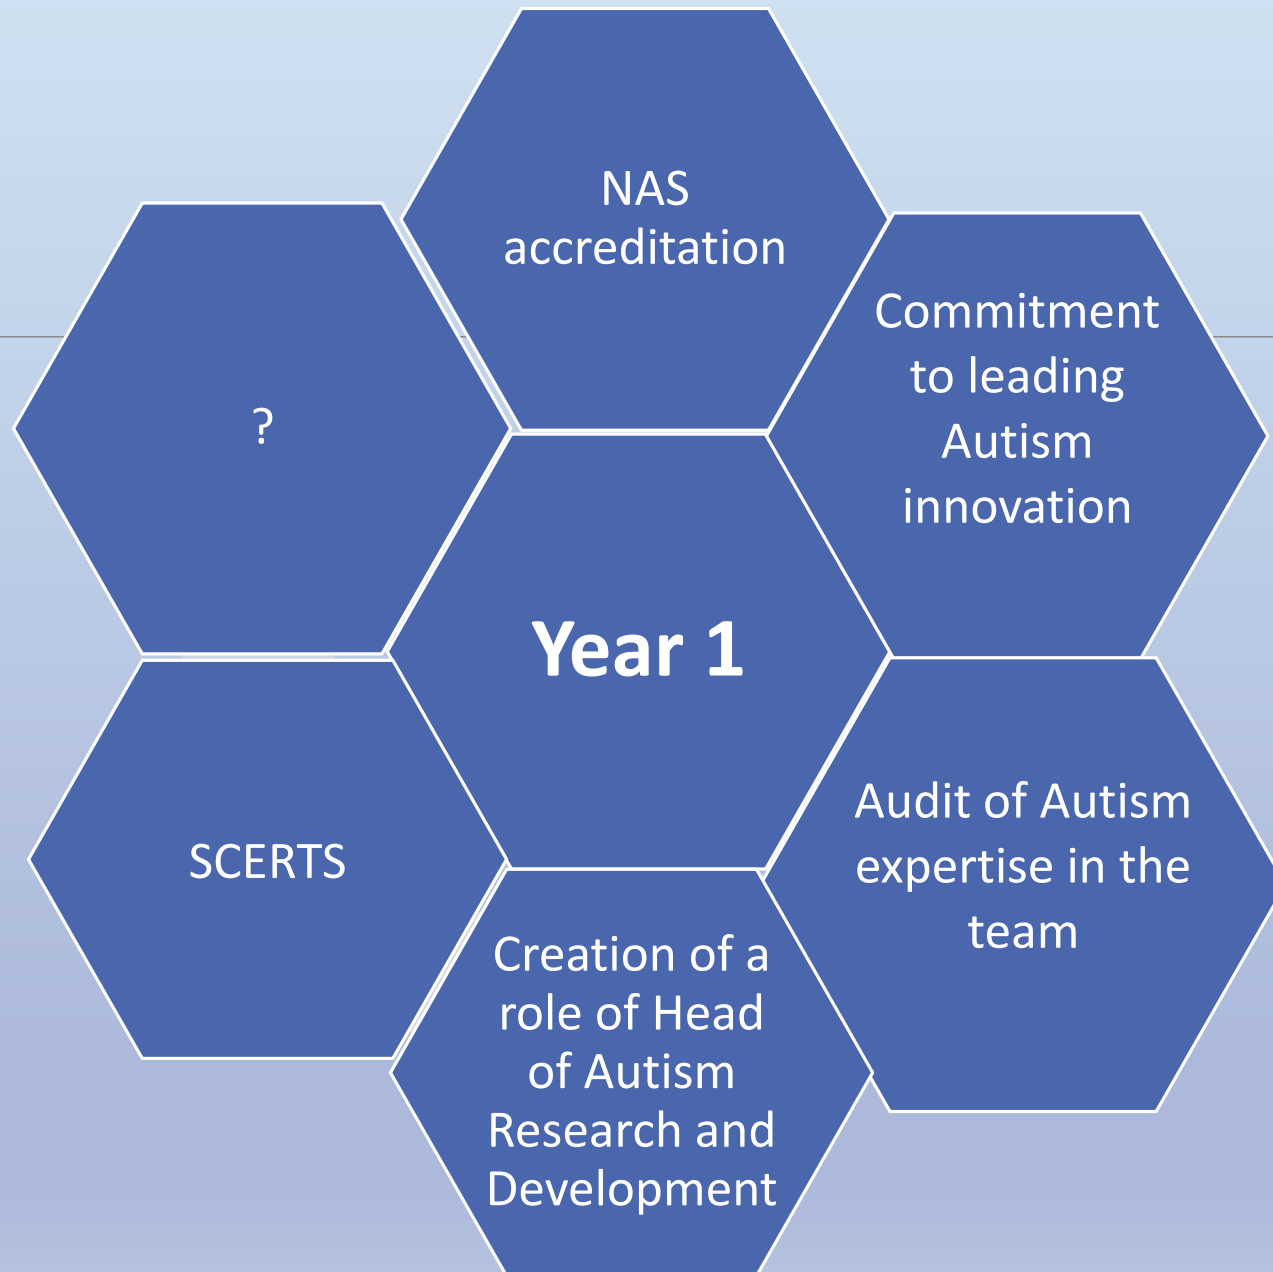 NAS
accreditation
Commitment
to leading
Autism
innovation
?
Year 1
Audit of Autism
expertise in the
team
SCERTS
Creation of a
role of Head
of Autism
Research and
Development